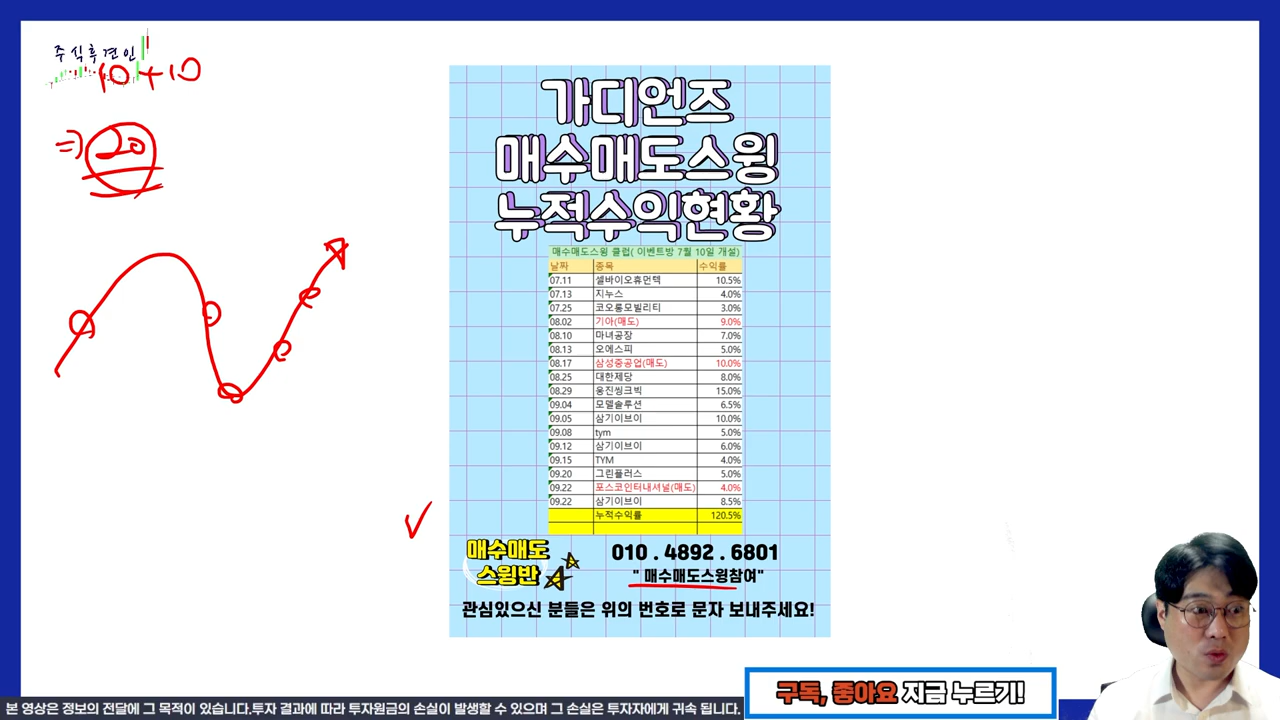 주식후견인
10+10
⇒ 20
가디언즈
매수매도스윙
누적수익현황
매수매도스윙 클럽( 이벤트방 7월 10일 개설)
날짜 종목 수익률
07.11 셀바이오휴먼텍 10.5%
07.13 지누스 4.0%
07.25 코오롱모빌리티 3.0%
08.02 기아(매도) 9.0%
08.10 마녀공장 7.0%
08.13 오에스피 5.0%
08.17 삼성중공업(매도) 10.0%
08.25 대한제당 8.0%
08.29 웅진씽크빅 15.0%
09.04 모델솔루션 6.5%
09.05 삼기이브이 10.0%
09.08 tym 5.0%
09.12 삼기이브이 6.0%
09.15 TYM 4.0%
09.20 그린플러스 5.0%
09.22 포스코인터내셔널(매도) 4.0%
09.22 삼기이브이 8.5%
누적수익률 120.5%
매수매도
스윙반
010 . 4892 . 6801
" 매수매도스윙참여"
관심있으신 분들은 위의 번호로 문자 보내주세요!
구독, 좋아요 지금 누르기!
본 영상은 정보의 전달에 그 목적이 있습니다.투자 결과에 따라 투자원금의 손실이 발생할 수 있으며 그 손실은 투자자에게 귀속 됩니다.